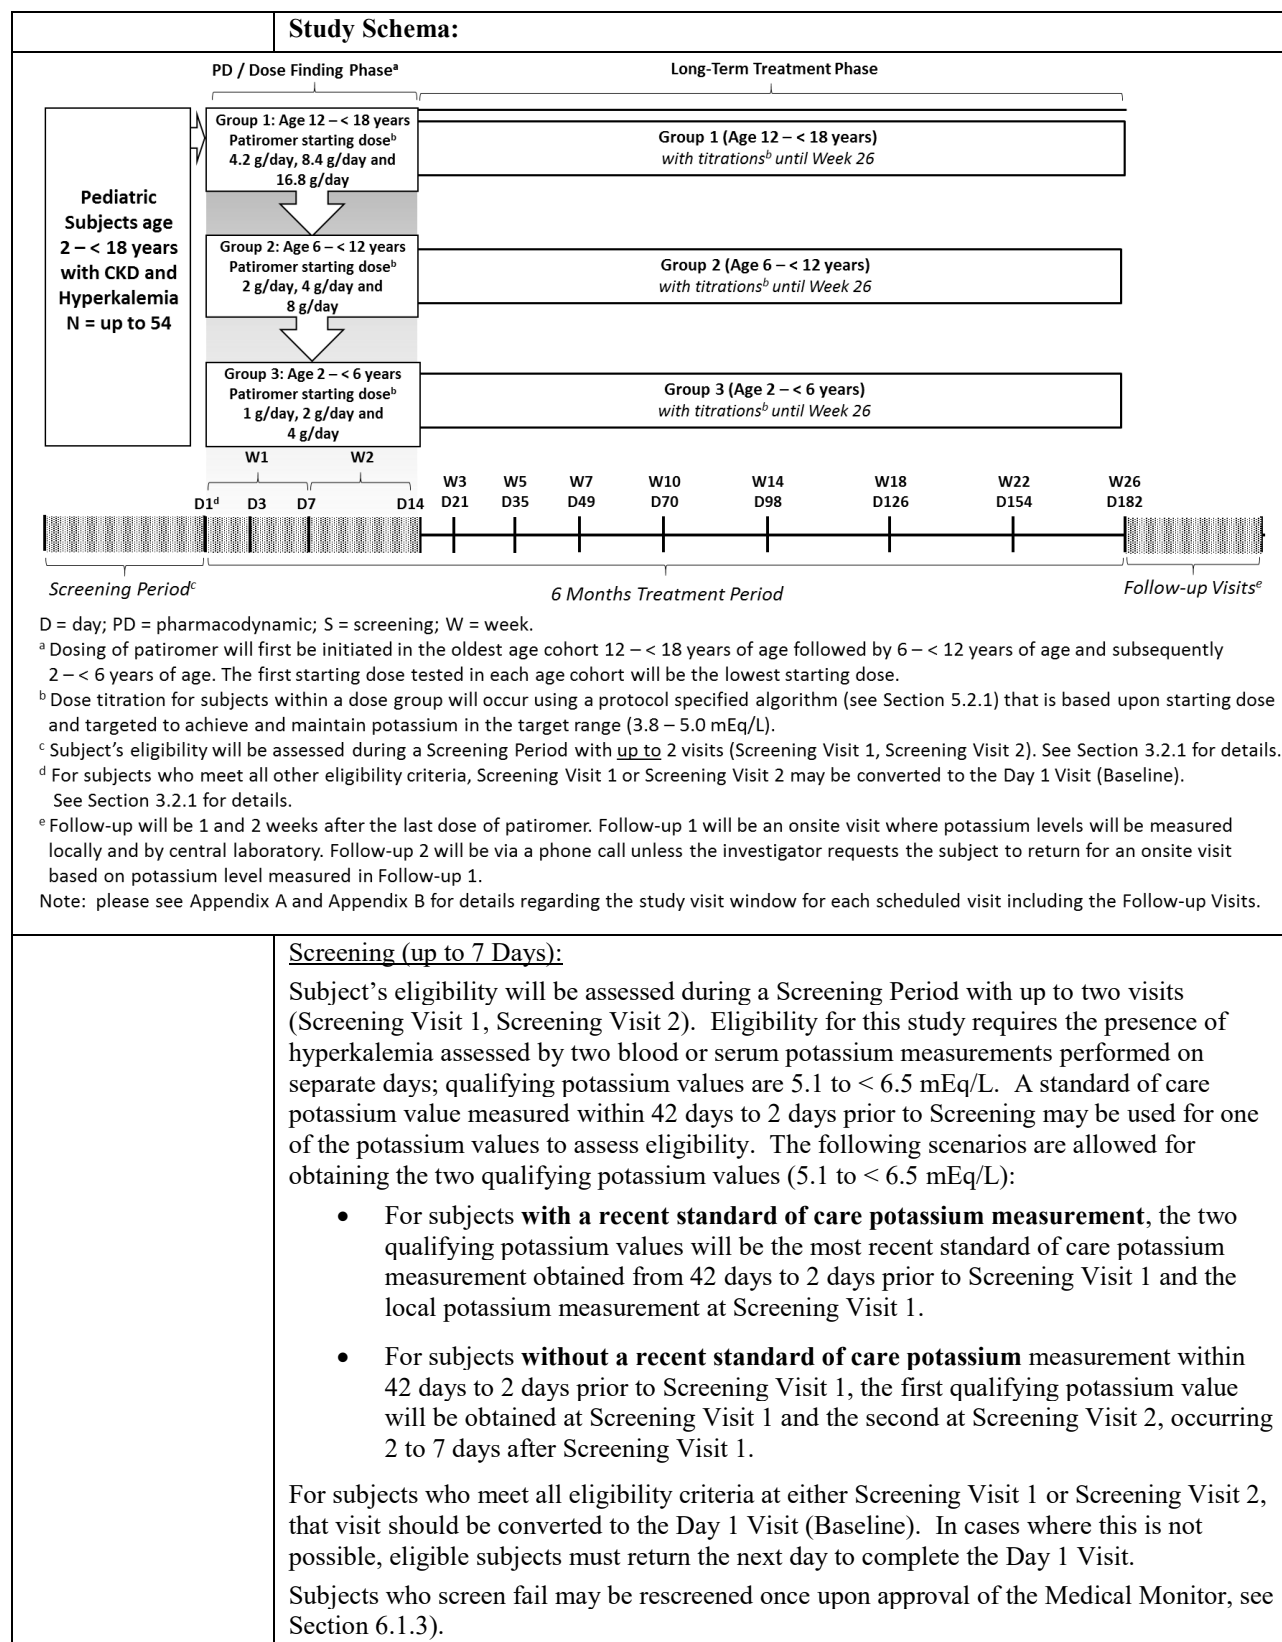 Study Schema:
PD / Dose Finding Phaseᵃ
Long-Term Treatment Phase
Pediatric
Subjects age
2 – < 18 years
with CKD and
Hyperkalemia
N = up to 54
Group 1: Age 12 – < 18 years
Patiromer starting doseᵇ
4.2 g/day, 8.4 g/day and
16.8 g/day
Group 1 (Age 12 – < 18 years)
with titrationsᵇ until Week 26
Group 2: Age 6 – < 12 years
Patiromer starting doseᵇ
2 g/day, 4 g/day and
8 g/day
Group 2 (Age 6 – < 12 years)
with titrationsᵇ until Week 26
Group 3: Age 2 – < 6 years
Patiromer starting doseᵇ
1 g/day, 2 g/day and
4 g/day
Group 3 (Age 2 – < 6 years)
with titrationsᵇ until Week 26
W1 W2
W3 W5 W7 W10 W14 W18 W22 W26
D1ᵈ D3 D7 D14 D21 D35 D49 D70 D98 D126 D154 D182
Screening Periodᶜ
6 Months Treatment Period
Follow-up Visitsᵉ
D = day; PD = pharmacodynamic; S = screening; W = week.
ᵃ Dosing of patiromer will first be initiated in the oldest age cohort 12 – < 18 years of age followed by 6 – < 12 years of age and subsequently
2 – < 6 years of age. The first starting dose tested in each age cohort will be the lowest starting dose.
ᵇ Dose titration for subjects within a dose group will occur using a protocol specified algorithm (see Section 5.2.1) that is based upon starting dose
and targeted to achieve and maintain potassium in the target range (3.8 – 5.0 mEq/L).
ᶜ Subject's eligibility will be assessed during a Screening Period with up to 2 visits (Screening Visit 1, Screening Visit 2). See Section 3.2.1 for details.
ᵈ For subjects who meet all other eligibility criteria, Screening Visit 1 or Screening Visit 2 may be converted to the Day 1 Visit (Baseline).
See Section 3.2.1 for details.
ᵉ Follow-up will be 1 and 2 weeks after the last dose of patiromer. Follow-up 1 will be an onsite visit where potassium levels will be measured
locally and by central laboratory. Follow-up 2 will be via a phone call unless the investigator requests the subject to return for an onsite visit
based on potassium level measured in Follow-up 1.
Note: please see Appendix A and Appendix B for details regarding the study visit window for each scheduled visit including the Follow-up Visits.
Screening (up to 7 Days):
Subject's eligibility will be assessed during a Screening Period with up to two visits
(Screening Visit 1, Screening Visit 2). Eligibility for this study requires the presence of
hyperkalemia assessed by two blood or serum potassium measurements performed on
separate days; qualifying potassium values are 5.1 to < 6.5 mEq/L. A standard of care
potassium value measured within 42 days to 2 days prior to Screening may be used for one
of the potassium values to assess eligibility. The following scenarios are allowed for
obtaining the two qualifying potassium values (5.1 to < 6.5 mEq/L):
• For subjects with a recent standard of care potassium measurement, the two
qualifying potassium values will be the most recent standard of care potassium
measurement obtained from 42 days to 2 days prior to Screening Visit 1 and the
local potassium measurement at Screening Visit 1.
• For subjects without a recent standard of care potassium measurement within
42 days to 2 days prior to Screening Visit 1, the first qualifying potassium value
will be obtained at Screening Visit 1 and the second at Screening Visit 2, occurring
2 to 7 days after Screening Visit 1.
For subjects who meet all eligibility criteria at either Screening Visit 1 or Screening Visit 2,
that visit should be converted to the Day 1 Visit (Baseline). In cases where this is not
possible, eligible subjects must return the next day to complete the Day 1 Visit.
Subjects who screen fail may be rescreened once upon approval of the Medical Monitor, see
Section 6.1.3).